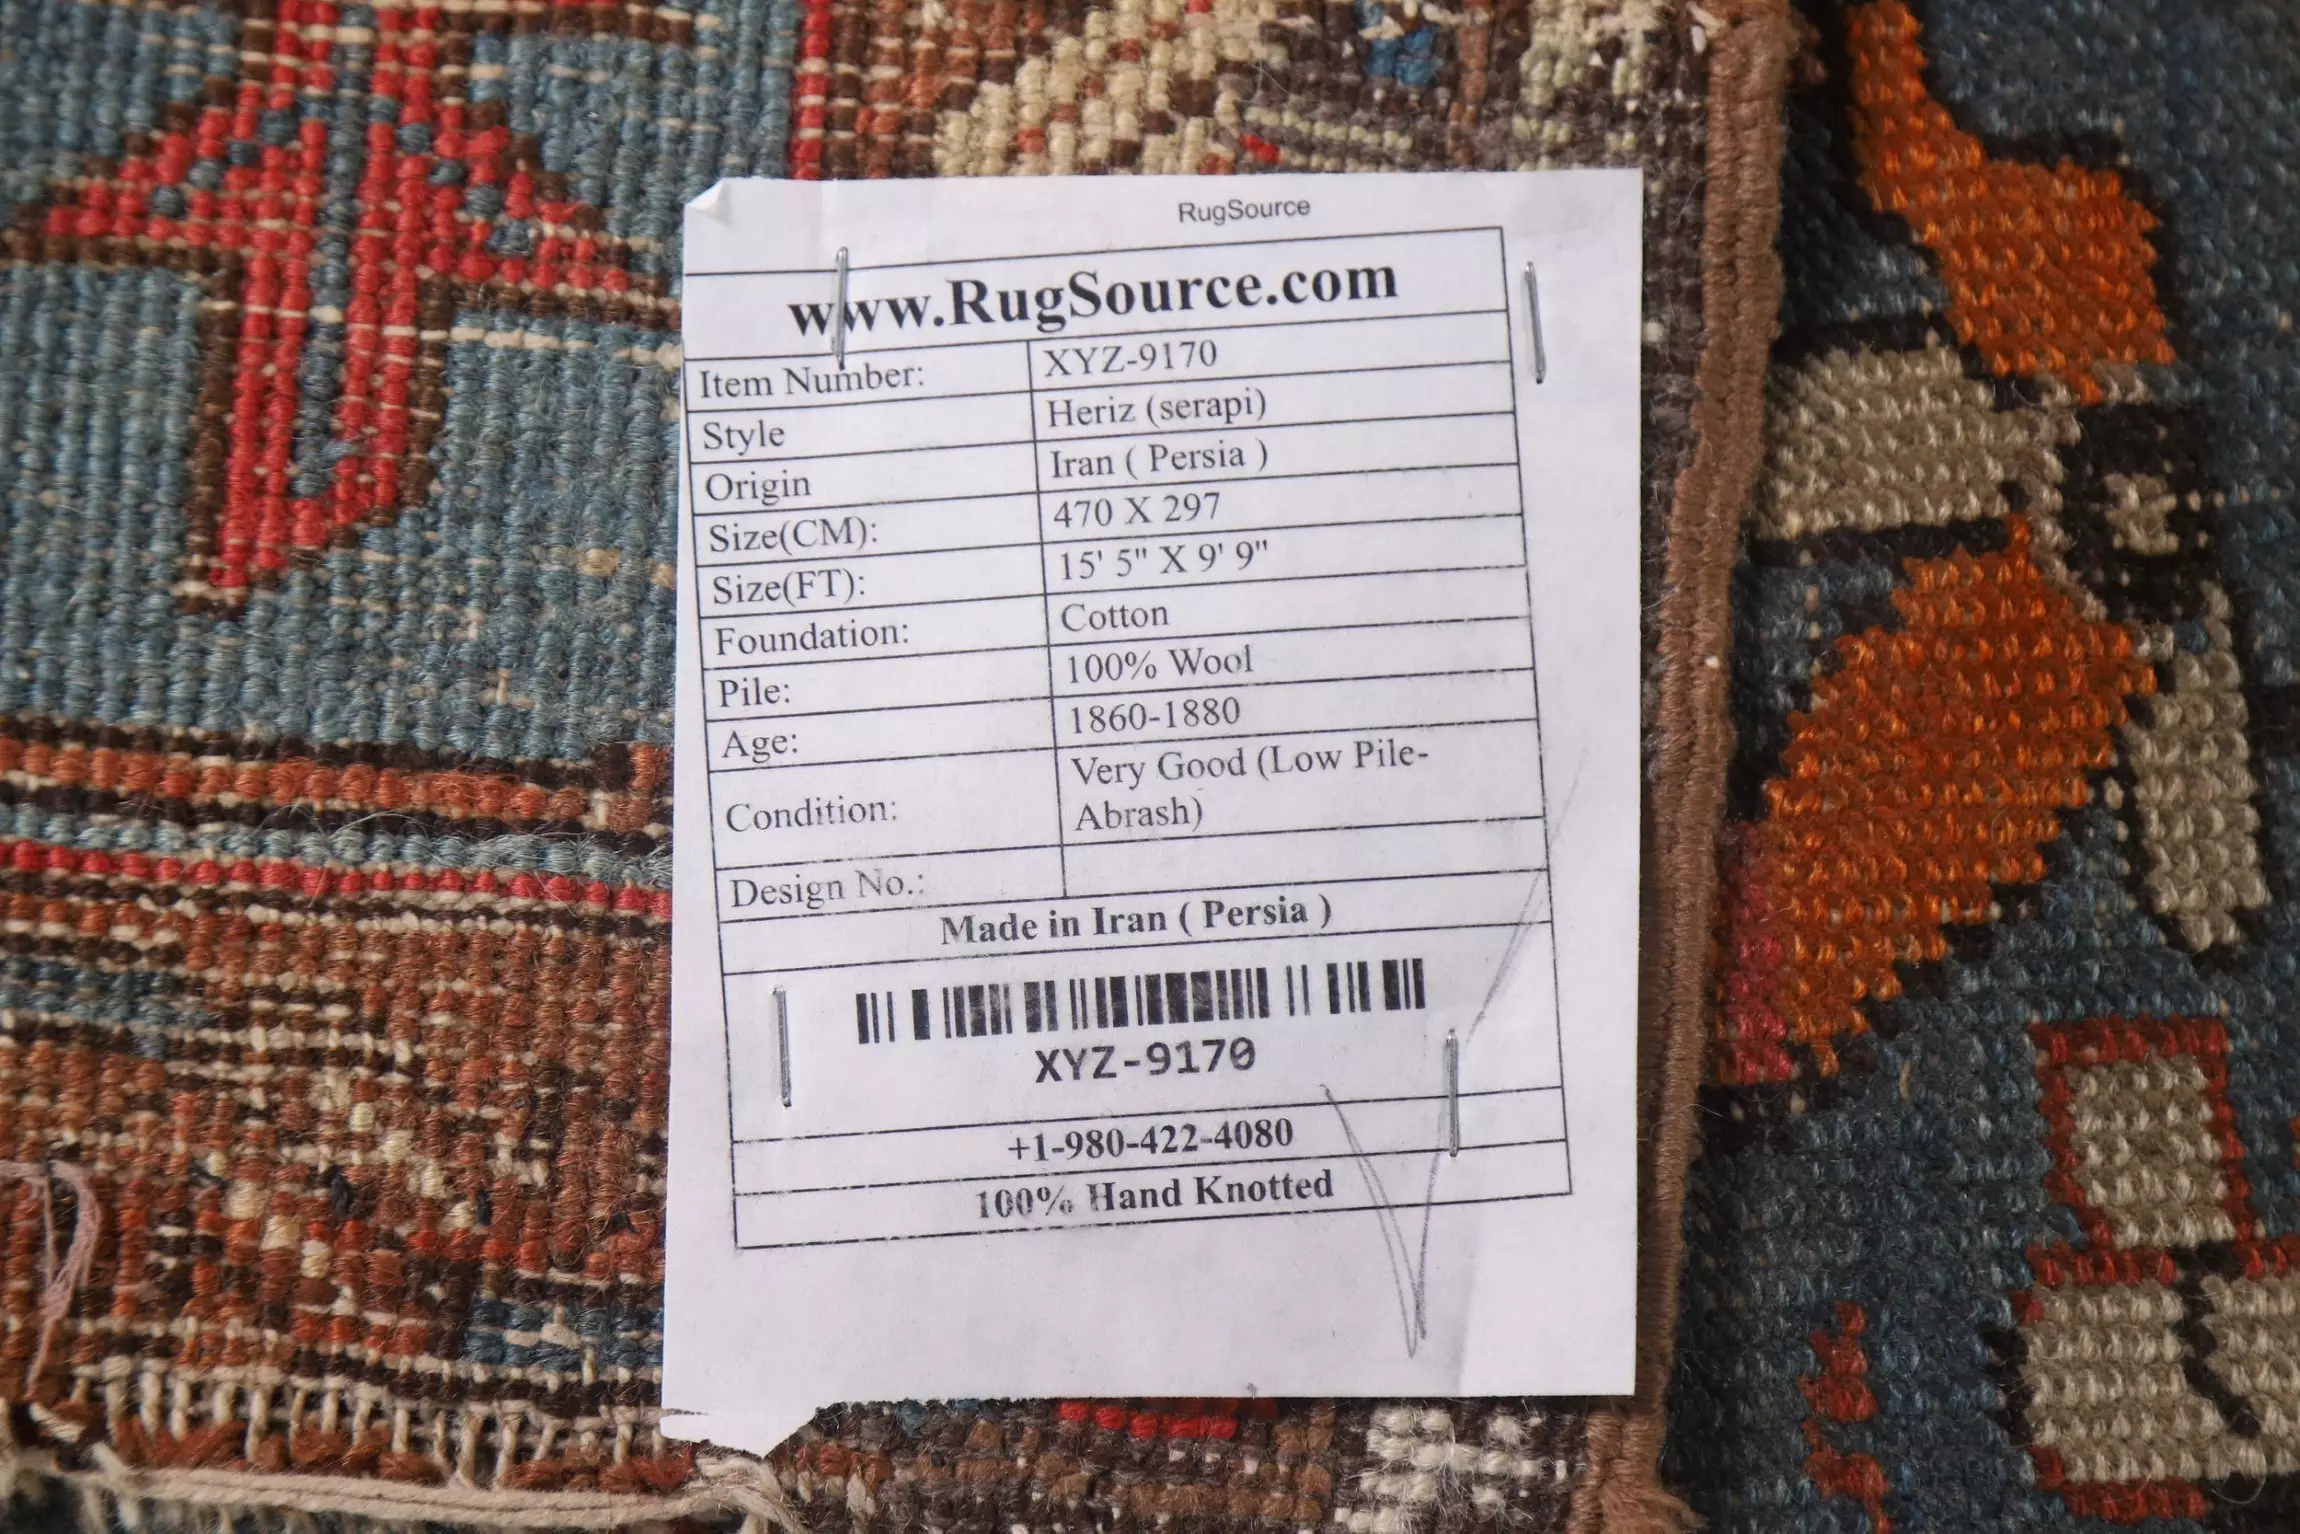 RugSource
www.RugSource.com
Item Number: XYZ-9170
Style Heriz (serapi)
Origin Iran ( Persia )
Size(CM): 470 X 297
Size(FT): 15' 5" X 9' 9"
Foundation: Cotton
Pile: 100% Wool
Age: 1860-1880
Condition: Very Good (Low Pile-
Abrash)
Design No.:
Made in Iran ( Persia )
XYZ-9170
+1-980-422-4080
100% Hand Knotted